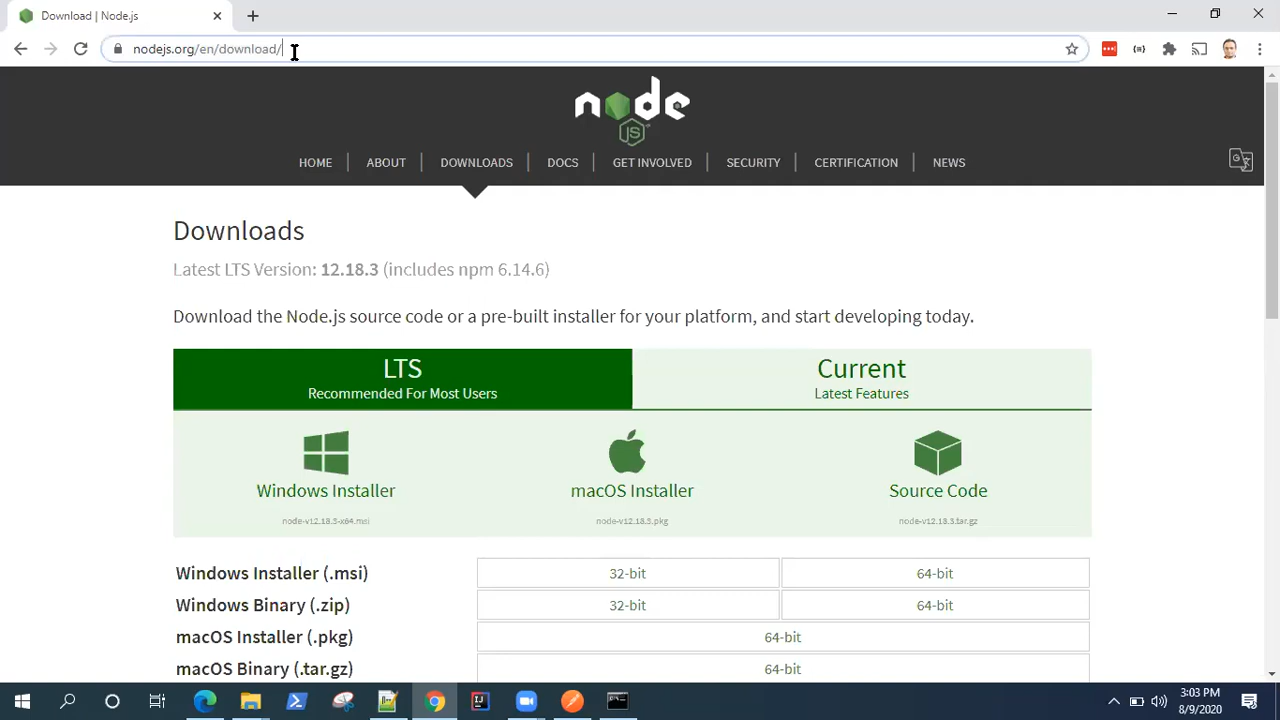 Download | Node.js
nodejs.org/en/download/
node
JS
HOME
ABOUT
DOWNLOADS
DOCS
GET INVOLVED
SECURITY
CERTIFICATION
NEWS
Downloads
Latest LTS Version: 12.18.3 (includes npm 6.14.6)
Download the Node.js source code or a pre-built installer for your platform, and start developing today.
LTS
Recommended For Most Users
Current
Latest Features
Windows Installer
node-v12.18.3-x64.msi
macOS Installer
node-v12.18.3.pkg
Source Code
node-v12.18.3.tar.gz
Windows Installer (.msi)
32-bit
64-bit
Windows Binary (.zip)
32-bit
64-bit
macOS Installer (.pkg)
64-bit
macOS Binary (.tar.gz)
64-bit
3:03 PM
8/9/2020